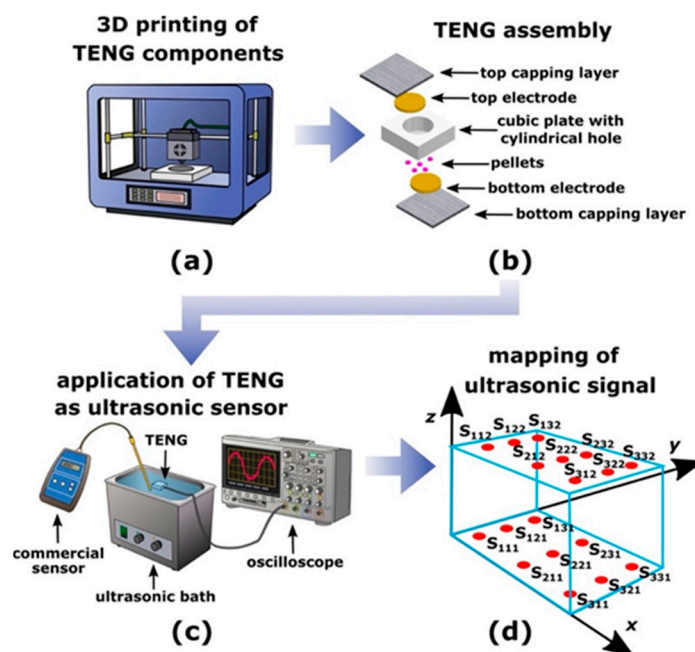 3D printing of
TENG components
(a)
TENG assembly
top capping layer
top electrode
cubic plate with
cylindrical hole
pellets
bottom electrode
bottom capping layer
(b)
application of TENG
as ultrasonic sensor
TENG
commercial
sensor
ultrasonic bath
oscilloscope
(c)
mapping of
ultrasonic signal
z
y
x
S112 S122 S132
S212 S222 S232
S312 S322 S332
S111 S121 S131
S211 S221 S231
S311 S321 S331
(d)